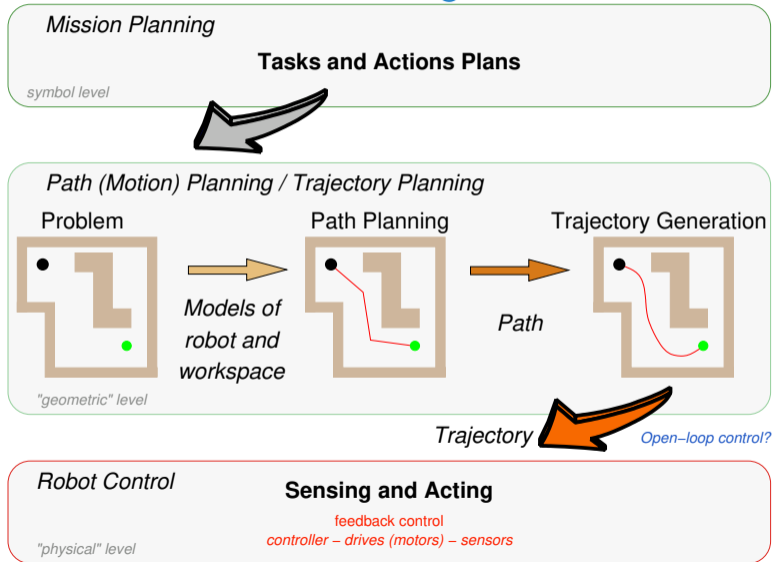 Mission Planning
Tasks and Actions Plans
symbol level
Path (Motion) Planning / Trajectory Planning
Problem
Path Planning
Trajectory Generation
Models of
robot and
workspace
Path
"geometric" level
Trajectory
Open−loop control?
Robot Control
Sensing and Acting
feedback control
controller − drives (motors) − sensors
"physical" level